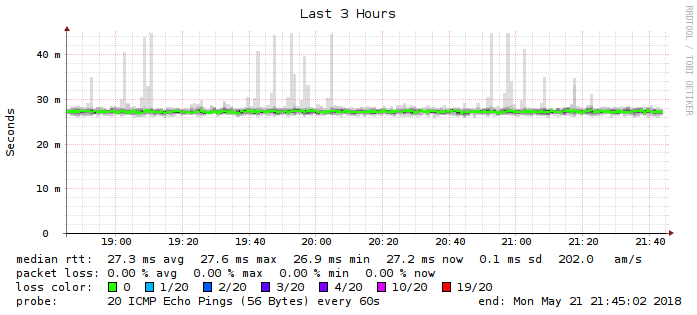 Last 3 Hours
RRDTOOL / TOBI OETIKER
Seconds
40 m
30 m
20 m
10 m
0
19:00 19:20 19:40 20:00 20:20 20:40 21:00 21:20 21:40
median rtt: 27.3 ms avg 27.6 ms max 26.9 ms min 27.2 ms now 0.1 ms sd 202.0 am/s
packet loss: 0.00 % avg 0.00 % max 0.00 % min 0.00 % now
loss color: 0 1/20 2/20 3/20 4/20 10/20 19/20
probe: 20 ICMP Echo Pings (56 Bytes) every 60s end: Mon May 21 21:45:02 2018